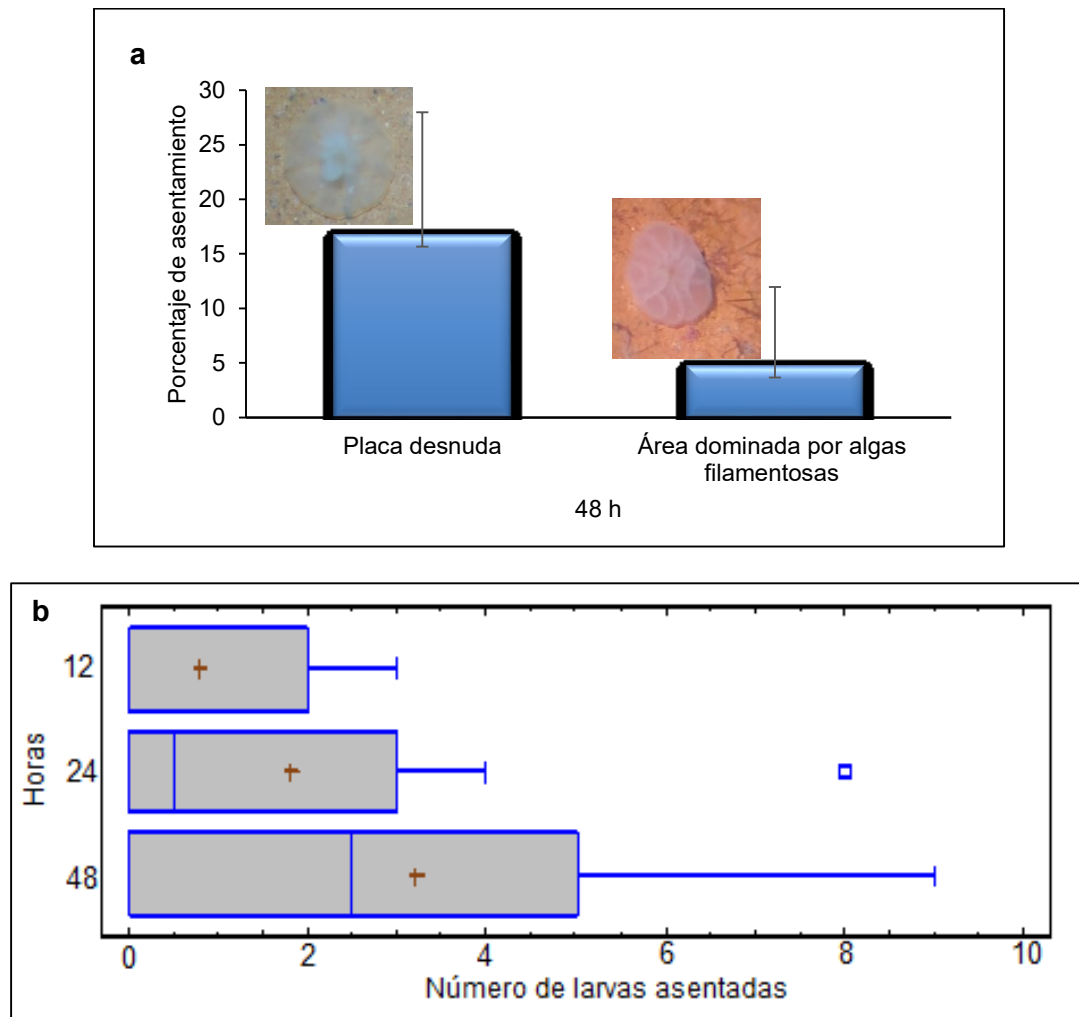 a
30
25
20
15
10
5
0
Porcentaje de asentamiento
Placa desnuda
Área dominada por algas
filamentosas
48 h
b
12
24
48
Horas
0 2 4 6 8 10
Número de larvas asentadas